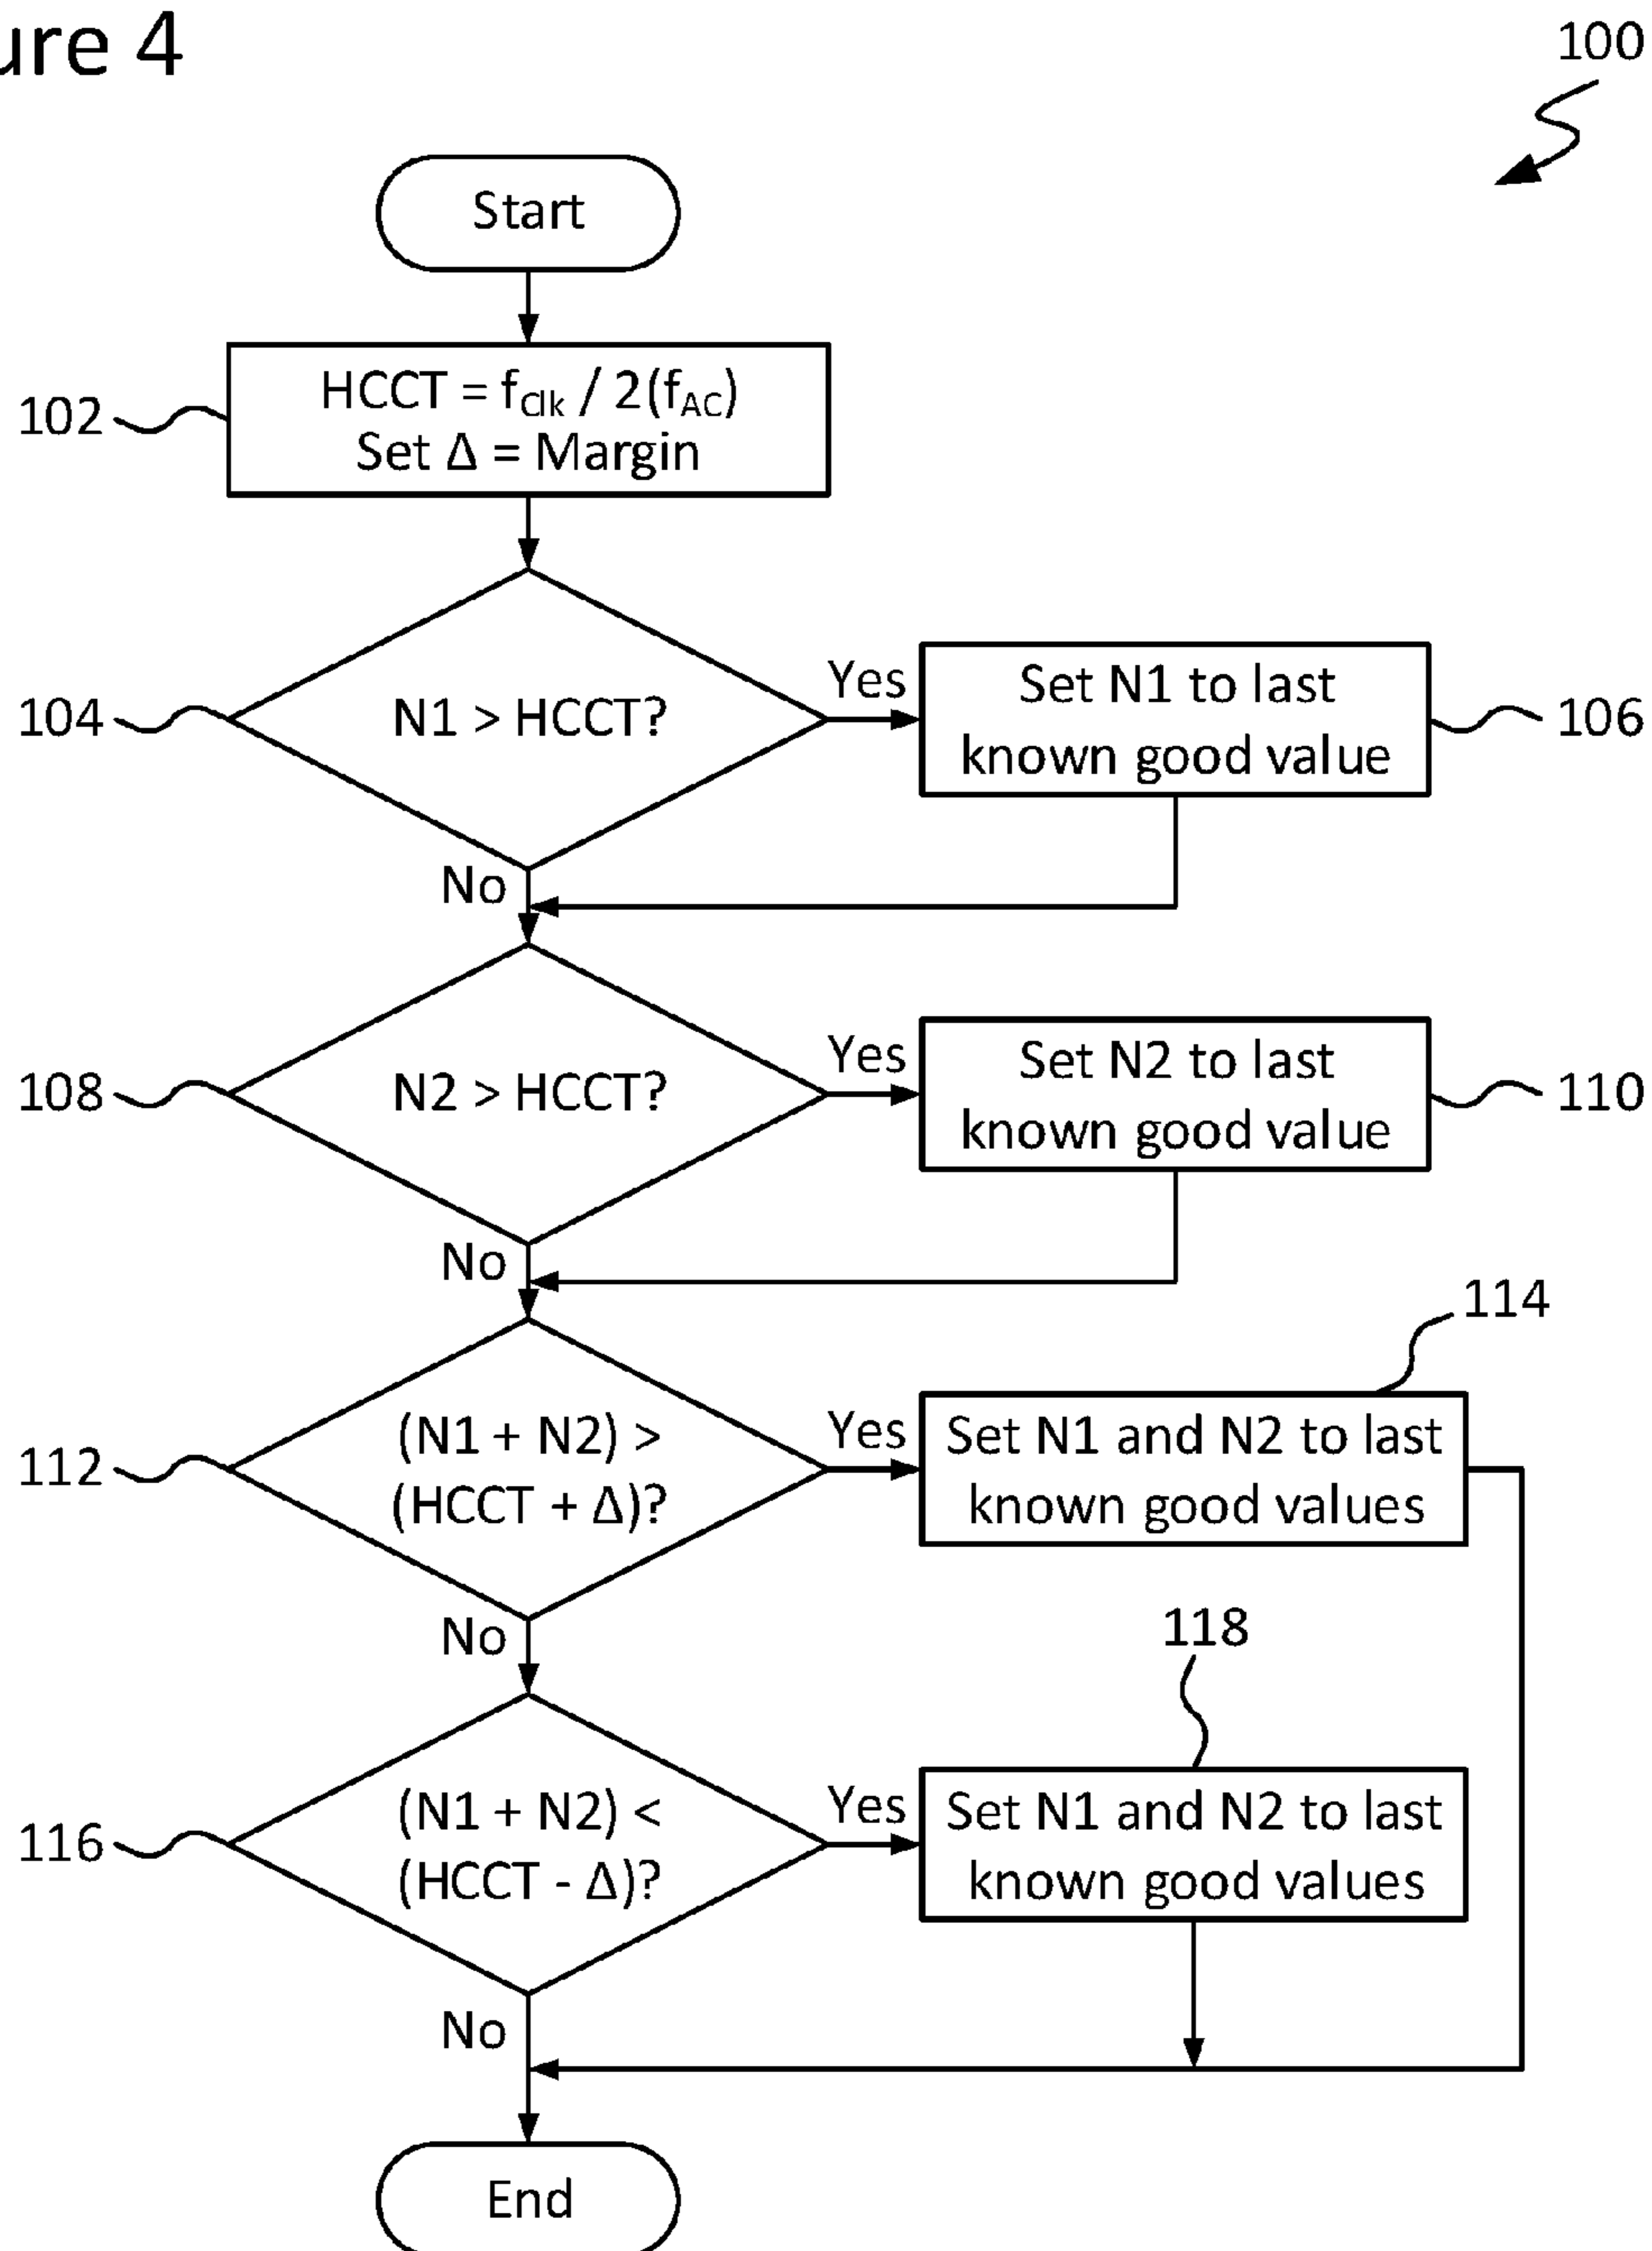 ure 4
100
Start
102
HCCT = fClk / 2(fAC)
Set Δ = Margin
104
N1 > HCCT?
Yes
Set N1 to last
known good value
106
No
108
N2 > HCCT?
Yes
Set N2 to last
known good value
110
No
112
(N1 + N2) >
(HCCT + Δ)?
Yes
114
Set N1 and N2 to last
known good values
No
116
(N1 + N2) <
(HCCT - Δ)?
Yes
118
Set N1 and N2 to last
known good values
No
End